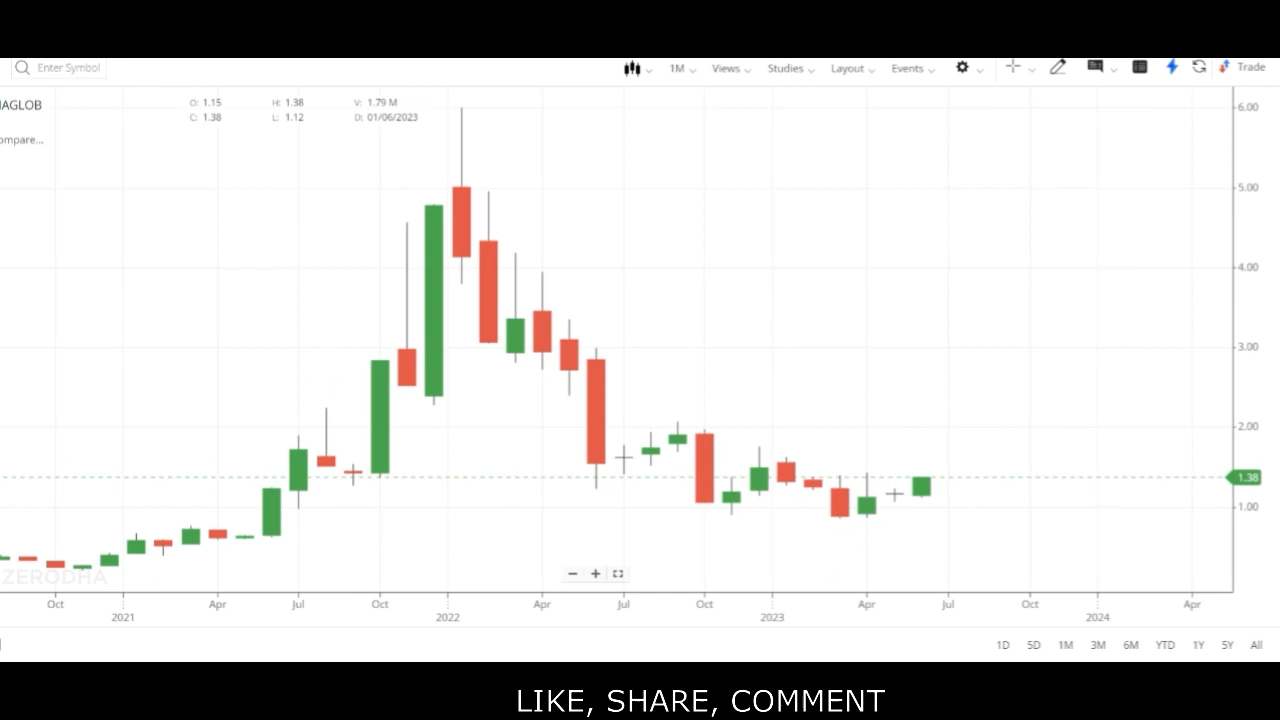 Enter Symbol 1M Views Studies Layout Events Trade
IAGLOB O: 1.15 H: 1.38 V: 1.79 M
C: 1.38 L: 1.12 D: 01/06/2023
ompare...
6.00
5.00
4.00
3.00
2.00
1.38
1.00
ZERODHA
Oct Apr Jul Oct Apr Jul Oct Apr Jul Oct Apr
2021 2022 2023 2024
1D 5D 1M 3M 6M YTD 1Y 5Y All
LIKE, SHARE, COMMENT